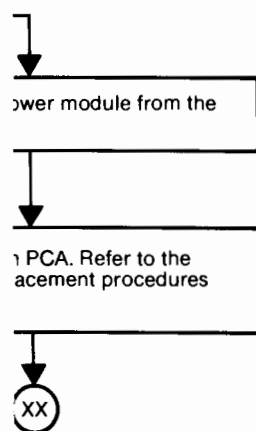 ower module from the
PCA. Refer to the
acement procedures
XX